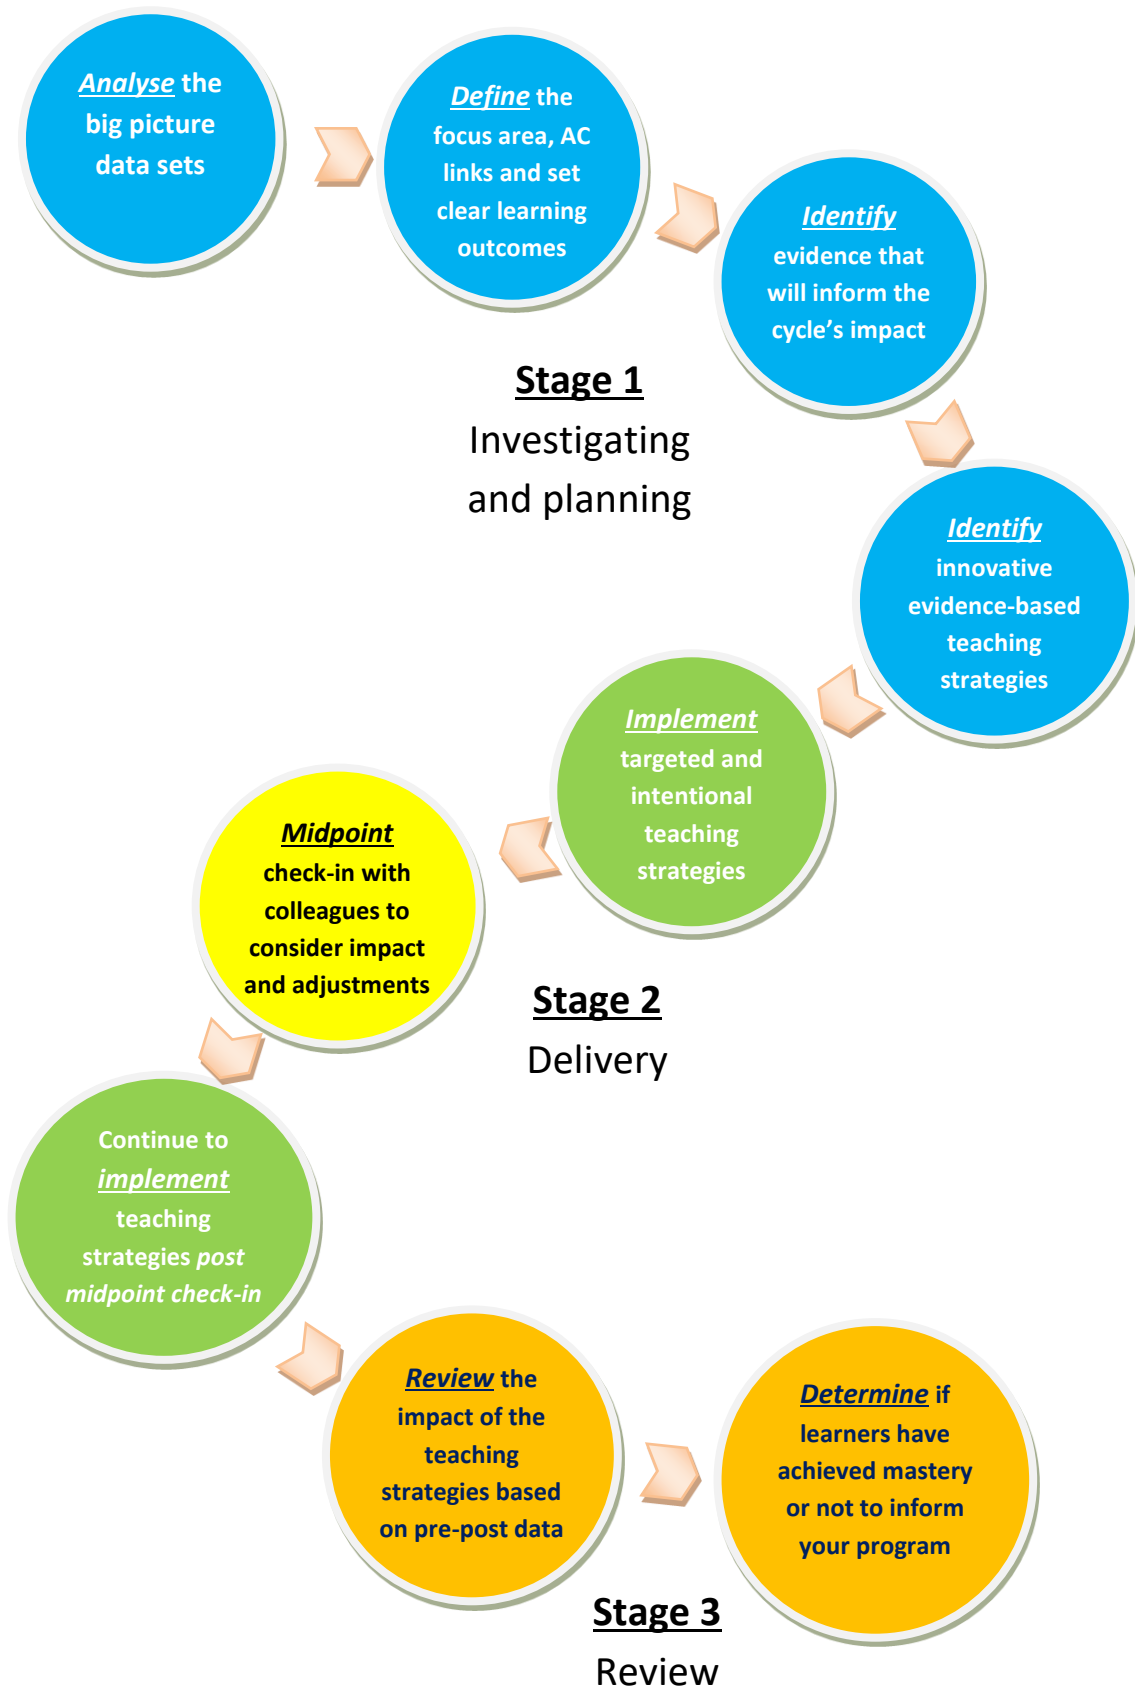 Analyse the
big picture
data sets
Define the
focus area, AC
links and set
clear learning
outcomes
Identify
evidence that
will inform the
cycle’s impact
Stage 1
Investigating
and planning
Identify
innovative
evidence-based
teaching
strategies
Implement
targeted and
intentional
teaching
strategies
Midpoint
check-in with
colleagues to
consider impact
and adjustments
Stage 2
Delivery
Continue to
implement
teaching
strategies post
midpoint check-in
Review the
impact of the
teaching
strategies based
on pre-post data
Determine if
learners have
achieved mastery
or not to inform
your program
Stage 3
Review